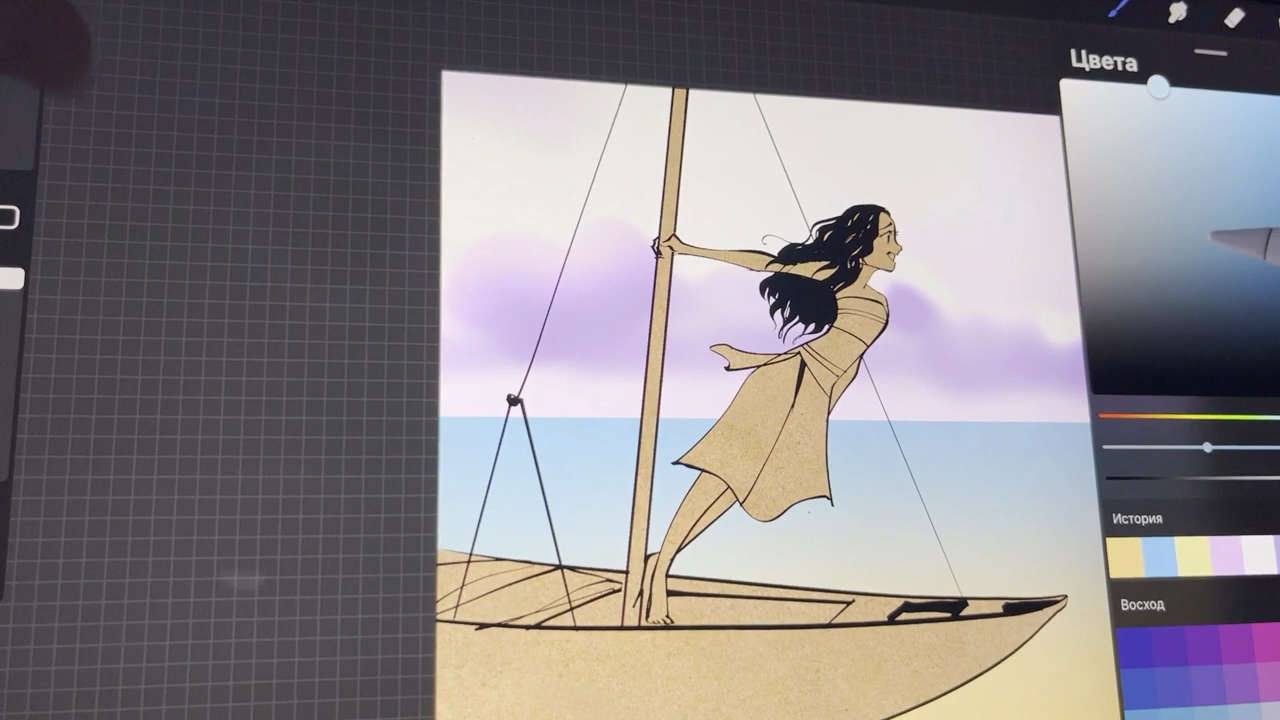 Цвета
История
Восход